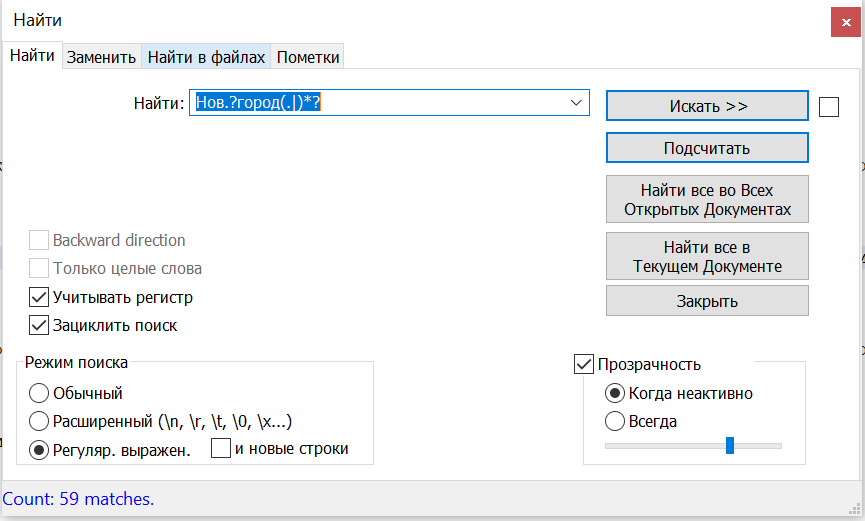 Найти
Найти Заменить Найти в файлах Пометки
Найти: Нов.?город(.|)*?
Искать >>
Подсчитать
Найти все во Всех
Открытых Документах
Найти все в
Текущем Документе
Закрыть
Backward direction
Только целые слова
Учитывать регистр
Зациклить поиск
Режим поиска
Обычный
Расширенный (\n, \r, \t, \0, \x...)
Регуляр. выражен. и новые строки
Прозрачность
Когда неактивно
Всегда
Count: 59 matches.